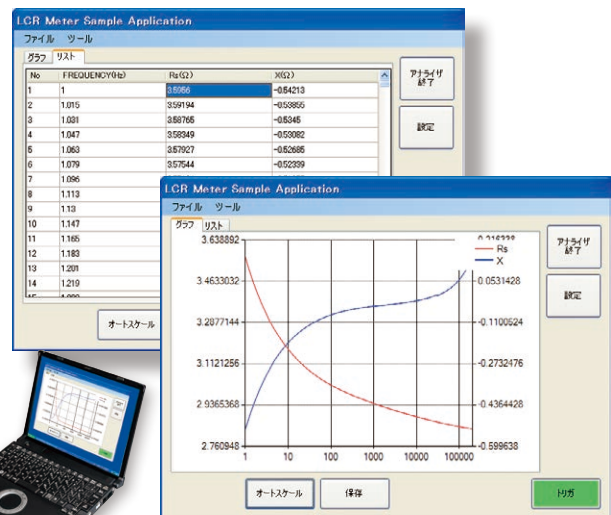 LCR Meter Sample Application
ファイル ツール
グラフ リスト
No FREQUENCY(Hz) Rs(Ω) X(Ω)
1 1 3.5956 -0.54213
2 1.015 3.59194 -0.53855
3 1.031 3.58765 -0.5345
4 1.047 3.58349 -0.53082
5 1.063 3.57927 -0.52685
6 1.079 3.57544 -0.52339
7 1.096
8 1.113
9 1.13
10 1.147
11 1.165
12 1.183
13 1.201
14 1.219
アナライザ
終了
設定
オートスケール
LCR Meter Sample Application
ファイル ツール
グラフ リスト
3.638892
3.4633032
3.2877144
3.1121256
2.9365368
2.760948
1 10 100 1000 10000 100000
Rs
X
0.0531428
-0.1100524
-0.2732476
-0.4364428
-0.599638
アナライザ
終了
設定
オートスケール
保存
トリガ